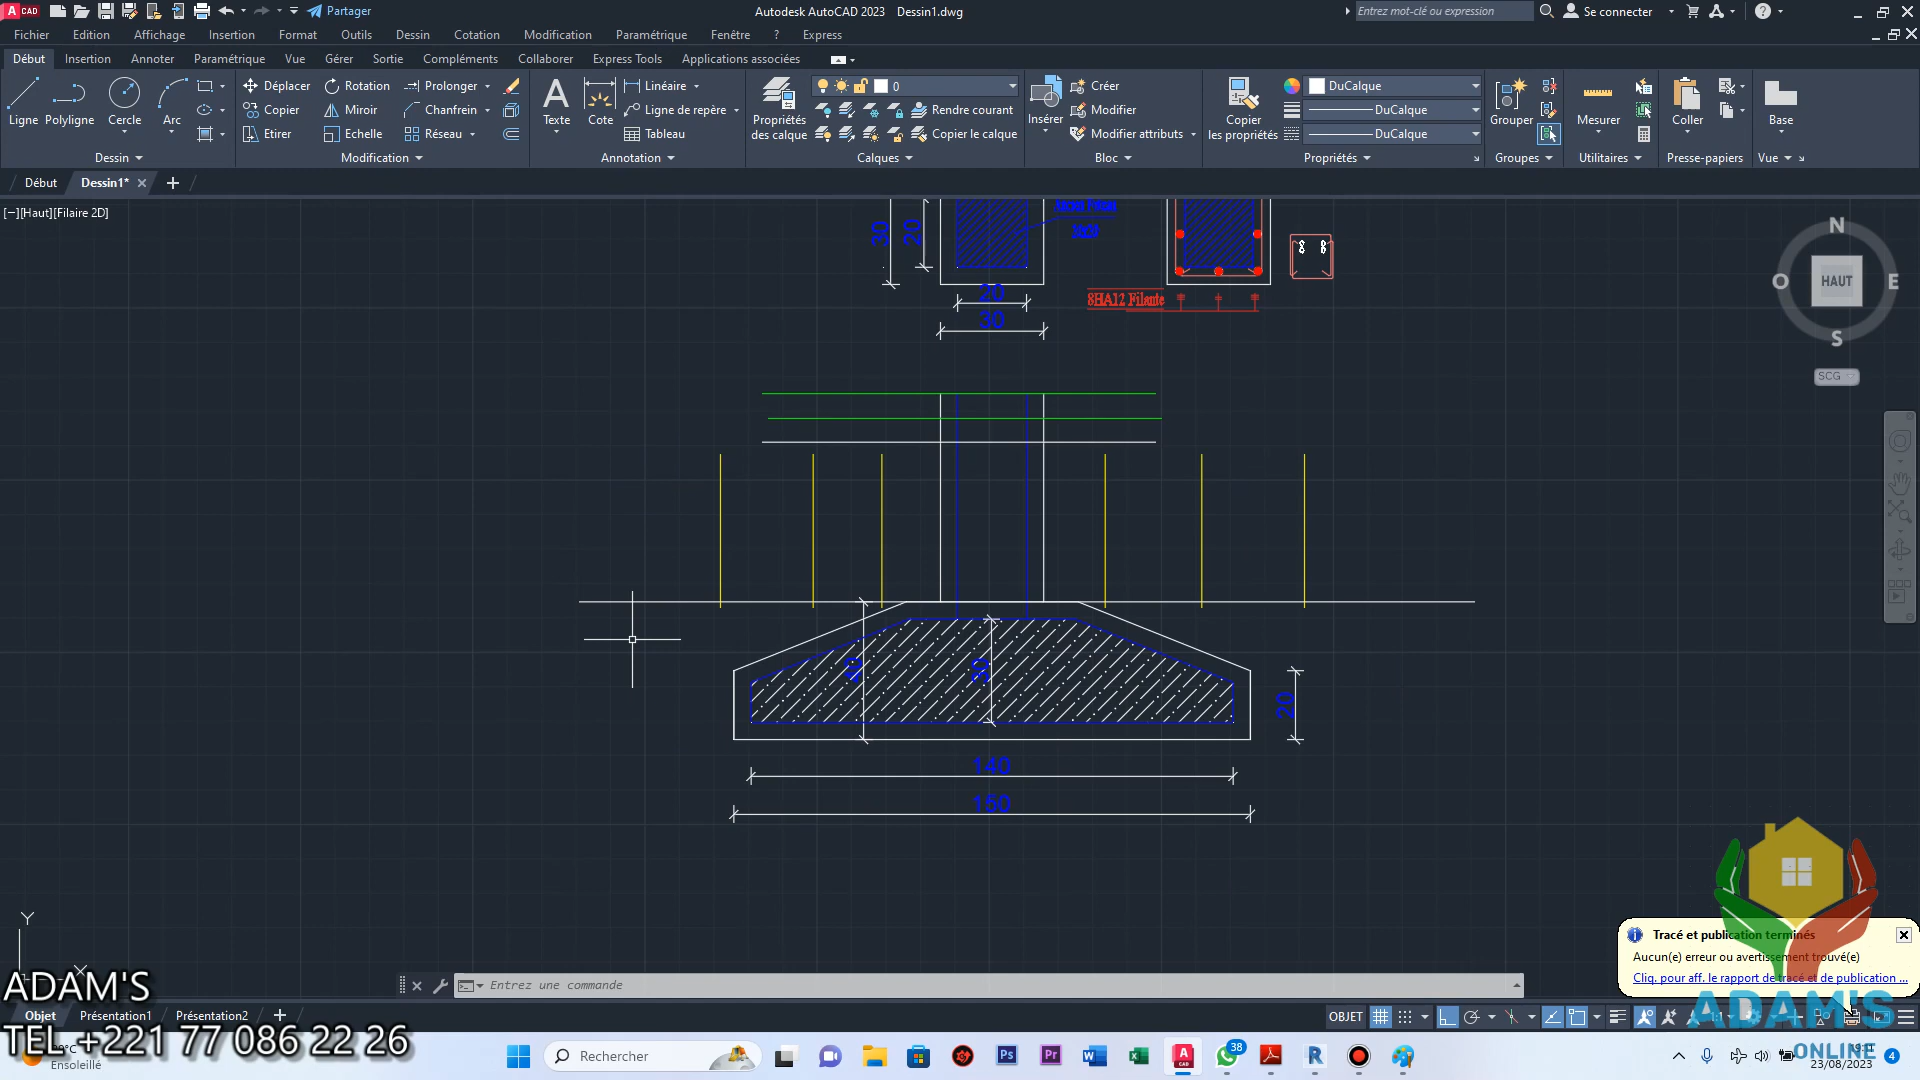 CAD Partager Autodesk AutoCAD 2023 Dessin1.dwg Entrez mot-clé ou expression Se connecter
Fichier Edition Affichage Insertion Format Outils Dessin Cotation Modification Paramétrique Fenêtre ? Express
Début Insertion Annoter Paramétrique Vue Gérer Sortie Compléments Collaborer Express Tools Applications associées
Déplacer Rotation Prolonger Linéaire 0 Créer DuCalque
Ligne Polyligne Cercle Arc Copier Miroir Chanfrein Texte Cote Ligne de repère Propriétés des calque Rendre courant Insérer Modifier Copier les propriétés DuCalque Grouper Mesurer Coller Base
Etirer Echelle Réseau Tableau Copier le calque Modifier attributs DuCalque
Dessin Modification Annotation Calques Bloc Propriétés Groupes Utilitaires Presse-papiers Vue
Début Dessin1* +
[−][Haut][Filaire 2D]
N
O HAUT E
S
SCG
30 20
8 8
20
8HA12 Filante
30
40 30 20
140
150
Y
X
Tracé et publication terminés
Aucun(e) erreur ou avertissement trouvé(e)
Cliq. pour aff. le rapport de tracé et de publication ...
Entrez une commande
ADAM'S
TEL +221 77 086 22 26
ADAM'S
ONLINE
Objet Présentation1 Présentation2 + OBJET
Ensoleillé
Rechercher
38
23/08/2023
4